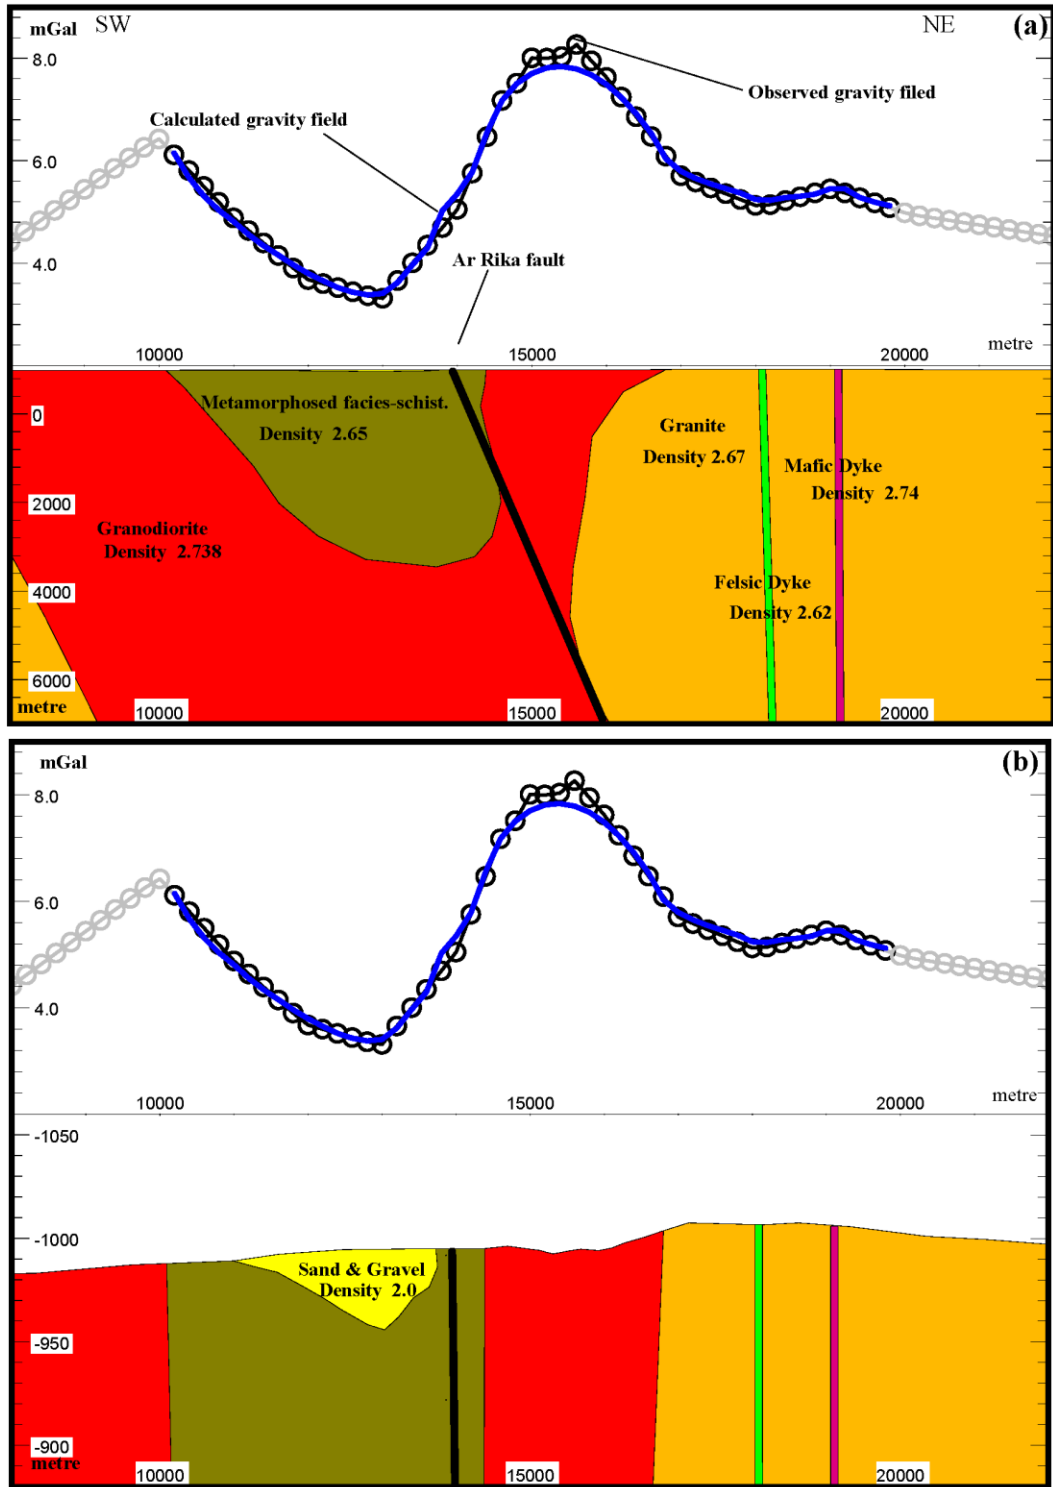 mGal SW NE (a)
8.0
Observed gravity filed
Calculated gravity field
6.0
4.0
Ar Rika fault
10000 15000 20000 metre
0
Metamorphosed facies-schist.
Density 2.65
Granite
Density 2.67
Mafic Dyke
Density 2.74
2000
Granodiorite
Density 2.738
4000
Felsic Dyke
Density 2.62
6000
metre
10000 15000 20000
mGal (b)
8.0
6.0
4.0
10000 15000 20000 metre
-1050
-1000
Sand & Gravel
Density 2.0
-950
-900
metre
10000 15000 20000